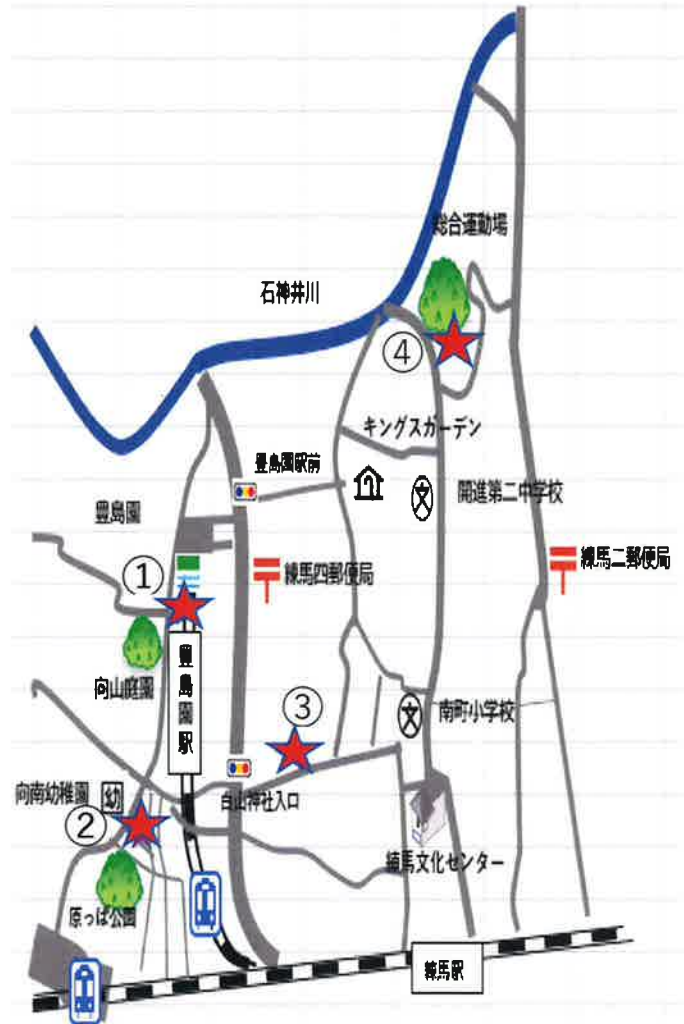 総合運動場
石神井川
④
キングスガーデン
豊島園駅前
文
開進第二中学校
豊島園
練馬四郵便局
練馬二郵便局
①
向山庭園
豊島園駅
③
文
南町小学校
白山神社入口
向南幼稚園
幼
②
練馬文化センター
原っぱ公園
練馬駅